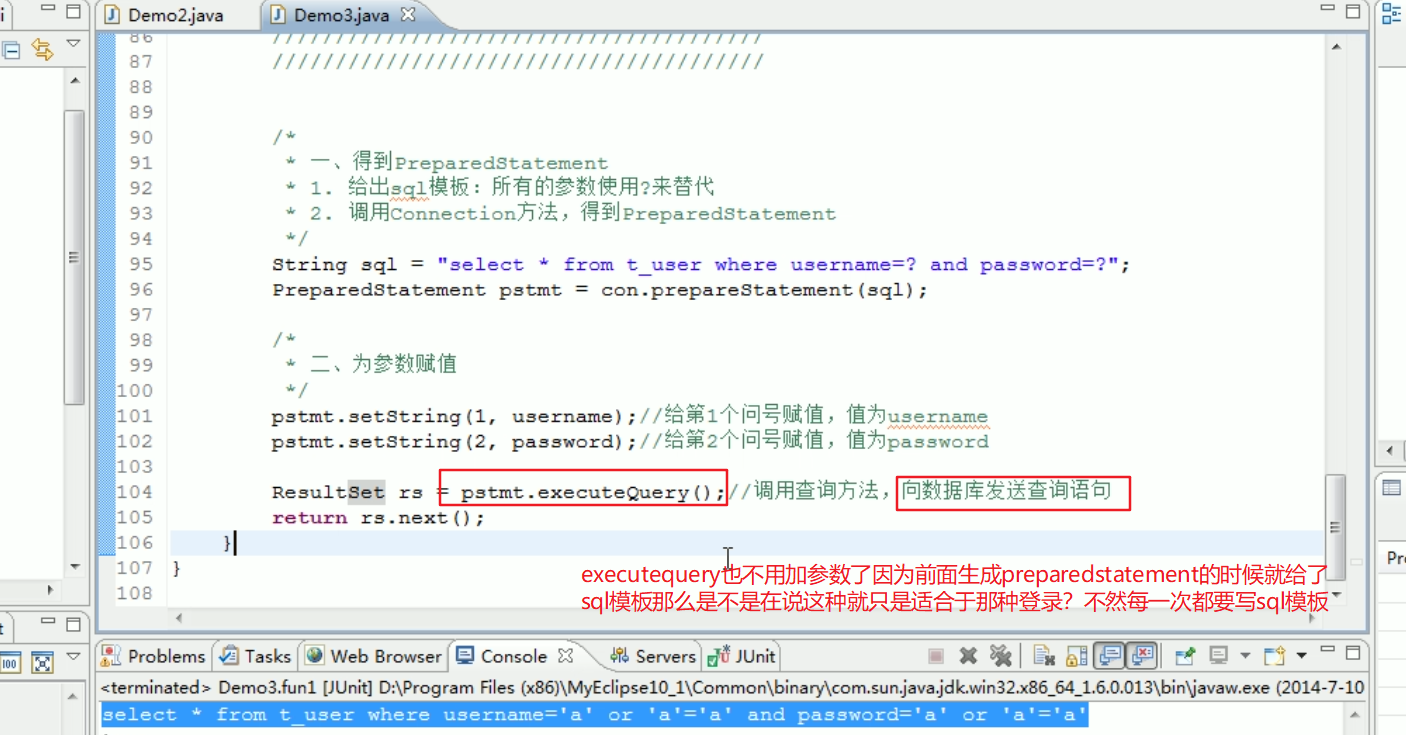 Demo2.java
Demo3.java
86 ///////////////////////////////////////
87 ///////////////////////////////////////
88
89
90 /*
91 * 一、得到PreparedStatement
92 * 1. 给出sql模板：所有的参数使用?来替代
93 * 2. 调用Connection方法，得到PreparedStatement
94 */
95 String sql = "select * from t_user where username=? and password=?";
96 PreparedStatement pstmt = con.prepareStatement(sql);
97
98 /*
99 * 二、为参数赋值
100 */
101 pstmt.setString(1, username);//给第1个问号赋值，值为username
102 pstmt.setString(2, password);//给第2个问号赋值，值为password
103
104 ResultSet rs = pstmt.executeQuery();//调用查询方法，向数据库发送查询语句
105 return rs.next();
106 }
107 }
108
executequery也不用加参数了因为前面生成preparedstatement的时候就给了
sql模板那么是不是在说这种就只是适合于那种登录？不然每一次都要写sql模板
Problems Tasks Web Browser Console Servers JUnit
<terminated> Demo3.fun1 [JUnit] D:\Program Files (x86)\MyEclipse10_1\Common\binary\com.sun.java.jdk.win32.x86_64_1.6.0.013\bin\javaw.exe (2014-7-10
select * from t_user where username='a' or 'a'='a' and password='a' or 'a'='a'